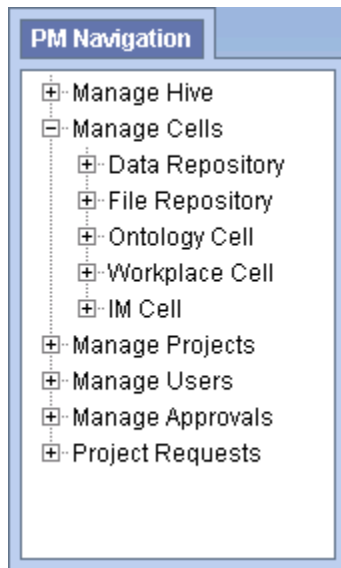 PM Navigation
Manage Hive
Manage Cells
Data Repository
File Repository
Ontology Cell
Workplace Cell
IM Cell
Manage Projects
Manage Users
Manage Approvals
Project Requests